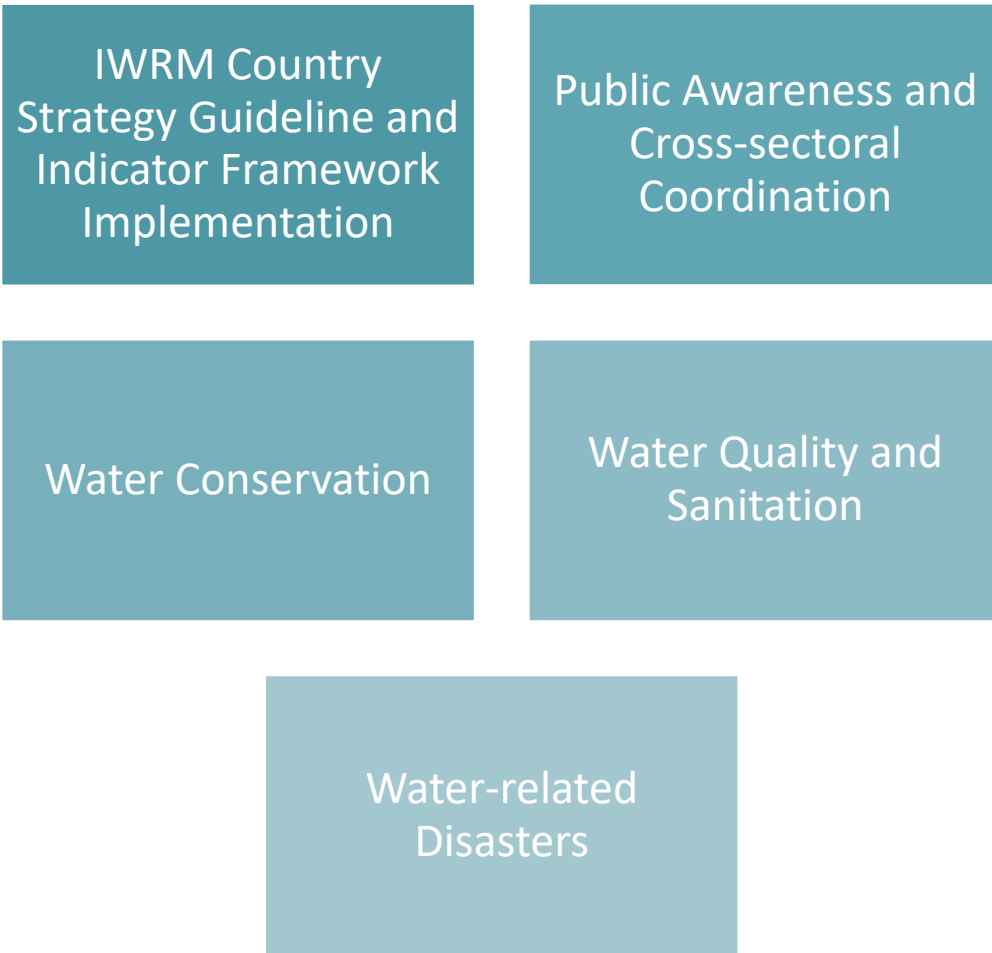 IWRM Country
Strategy Guideline and
Indicator Framework
Implementation
Public Awareness and
Cross-sectoral
Coordination
Water Conservation
Water Quality and
Sanitation
Water-related
Disasters